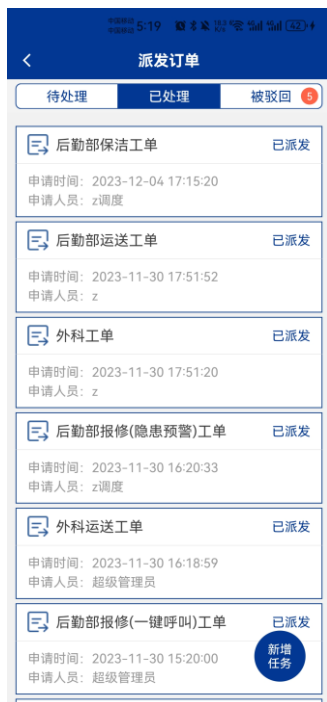 中国移动
中国移动 5:19 42
派发订单
待处理 已处理 被驳回 5
后勤部保洁工单 已派发
申请时间：2023-12-04 17:15:20
申请人员：z调度
后勤部运送工单 已派发
申请时间：2023-11-30 17:51:52
申请人员：z
外科工单 已派发
申请时间：2023-11-30 17:51:20
申请人员：z
后勤部报修(隐患预警)工单 已派发
申请时间：2023-11-30 16:20:33
申请人员：z调度
外科运送工单 已派发
申请时间：2023-11-30 16:18:59
申请人员：超级管理员
后勤部报修(一键呼叫)工单 已派发
申请时间：2023-11-30 15:20:00
申请人员：超级管理员
新增
任务